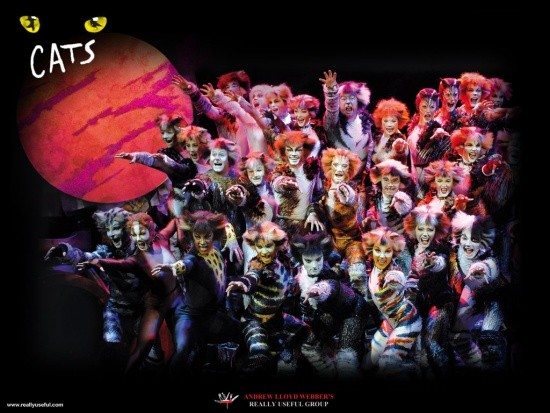 CATS
www.reallyuseful.com
ANDREW LLOYD WEBBER'S
REALLY USEFUL GROUP